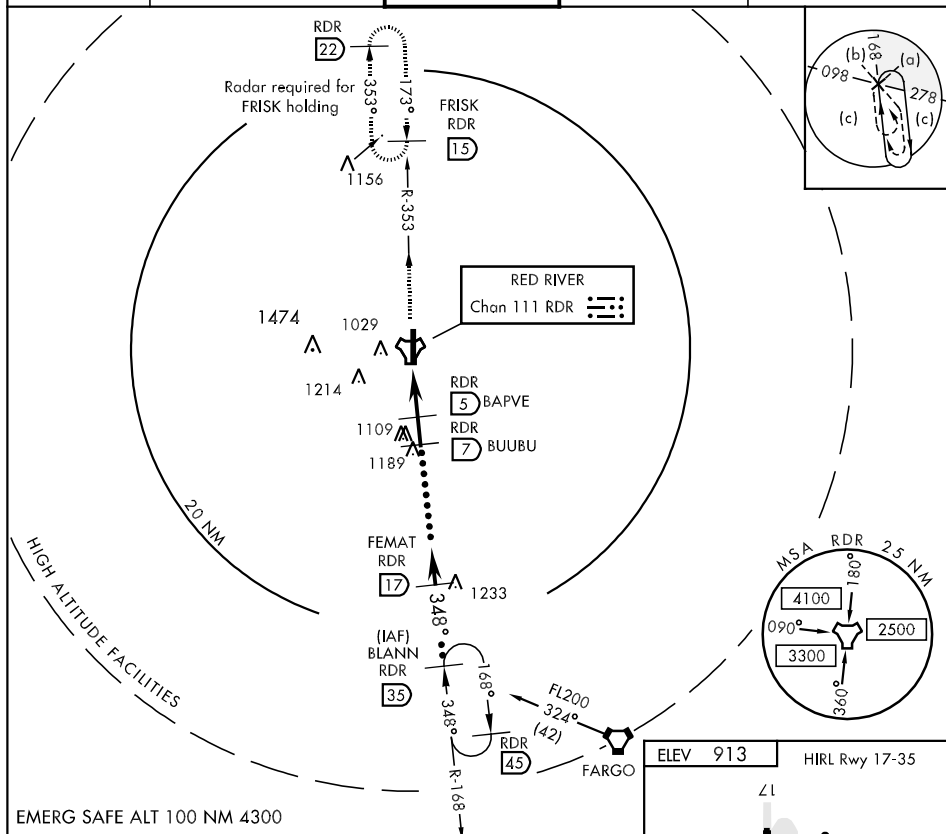 RDR
22
Radar required for
FRISK holding
353°
173°
FRISK
RDR
15
1156
R-353
(b)
168
(a)
098
278
(c)
(c)
RED RIVER
Chan 111 RDR
1474
1029
1214
RDR
5 BAPVE
1109
RDR
7 BUUBU
1189
20 NM
HIGH ALTITUDE FACILITIES
FEMAT
RDR
17
1233
348°
(IAF)
BLANN
RDR
35
168°
348°
RDR
45
R-168
FL200
324°
(42)
FARGO
MSA RDR 25 NM
180°
4100
090°
2500
3300
360°
ELEV 913
HIRL Rwy 17-35
17
EMERG SAFE ALT 100 NM 4300